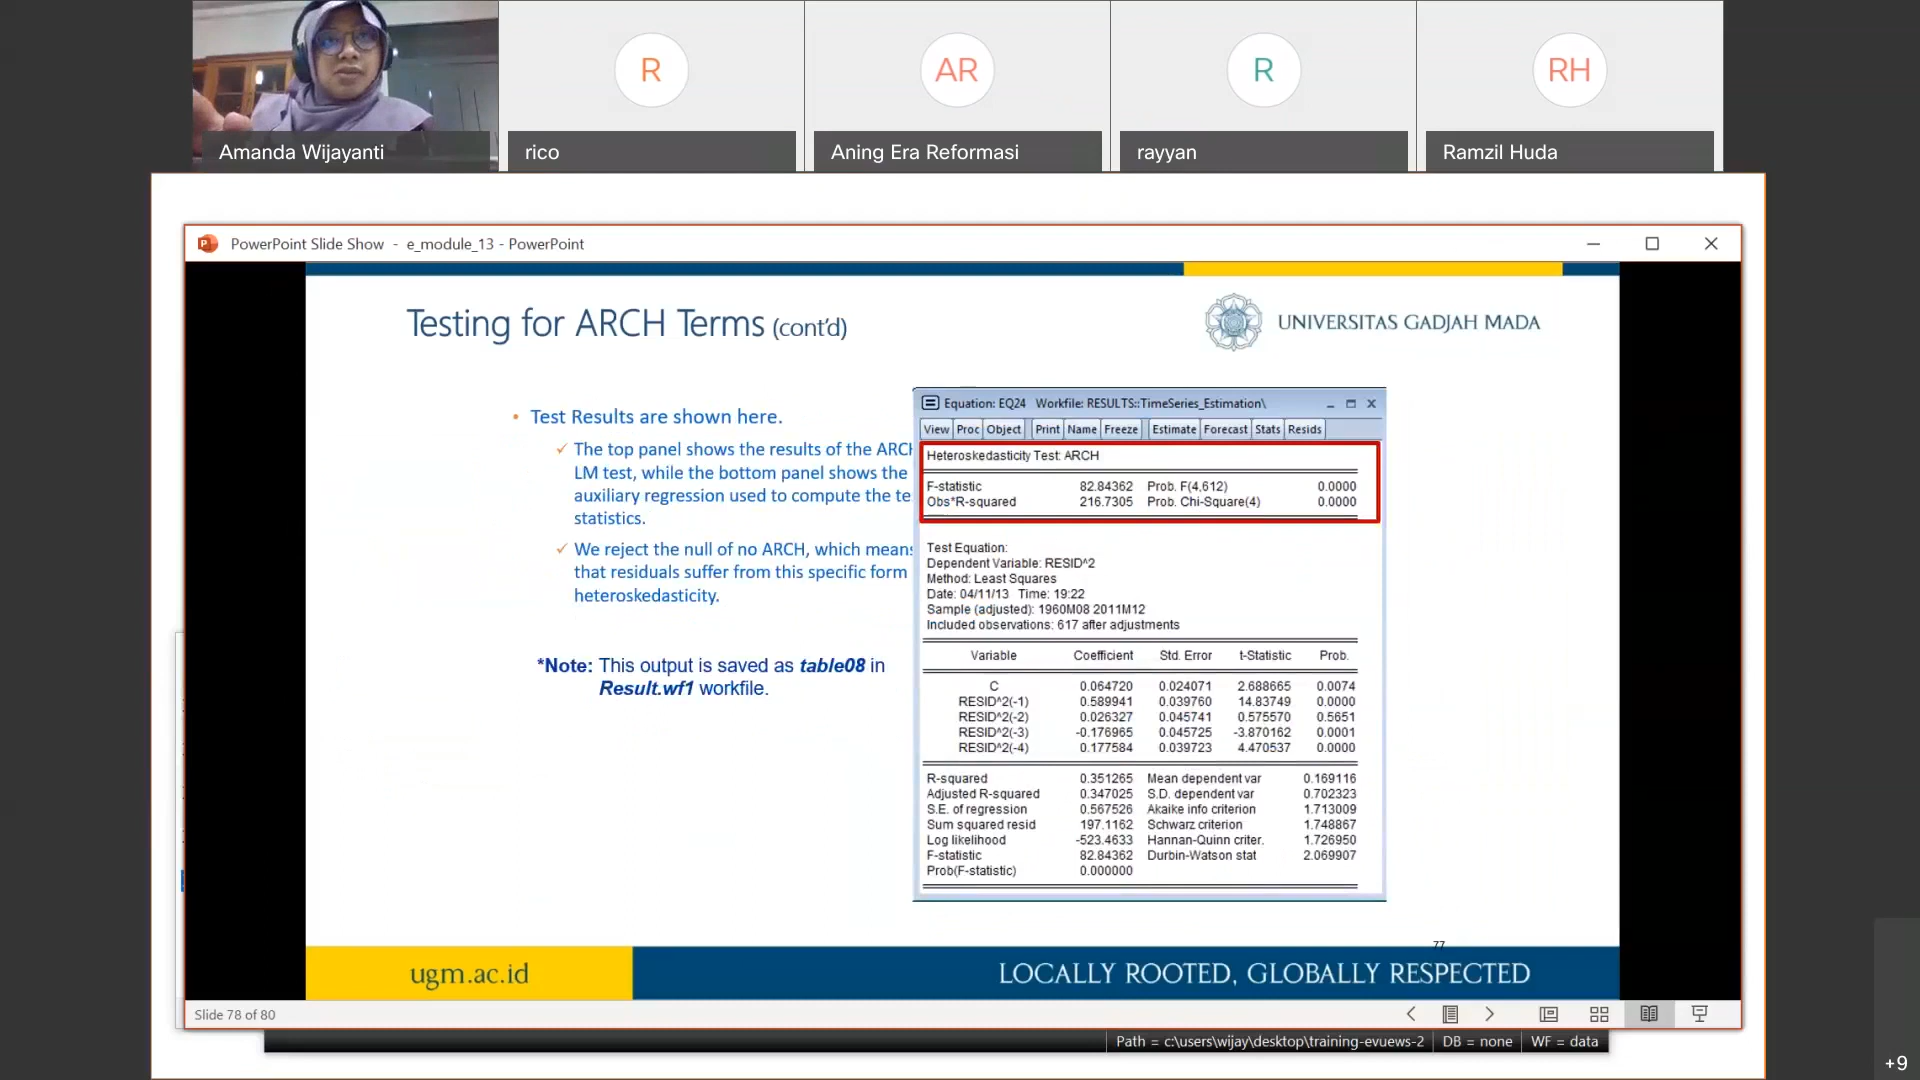 R
AR
R
RH
Amanda Wijayanti
rico
Aning Era Reformasi
rayyan
Ramzil Huda
PowerPoint Slide Show - e_module_13 - PowerPoint
Testing for ARCH Terms (cont'd)
UNIVERSITAS GADJAH MADA
• Test Results are shown here.
✓ The top panel shows the results of the ARCH
LM test, while the bottom panel shows the
auxiliary regression used to compute the te
statistics.
✓ We reject the null of no ARCH, which means
that residuals suffer from this specific form
heteroskedasticity.
*Note: This output is saved as table08 in
Result.wf1 workfile.
Equation: EQ24 Workfile: RESULTS::TimeSeries_Estimation\
View Proc Object Print Name Freeze Estimate Forecast Stats Resids
Heteroskedasticity Test: ARCH
F-statistic 82.84362 Prob. F(4,612) 0.0000
Obs*R-squared 216.7305 Prob. Chi-Square(4) 0.0000
Test Equation:
Dependent Variable: RESID^2
Method: Least Squares
Date: 04/11/13 Time: 19:22
Sample (adjusted): 1960M08 2011M12
Included observations: 617 after adjustments
Variable Coefficient Std. Error t-Statistic Prob.
C 0.064720 0.024071 2.688665 0.0074
RESID^2(-1) 0.589941 0.039760 14.83749 0.0000
RESID^2(-2) 0.026327 0.045741 0.575570 0.5651
RESID^2(-3) -0.176965 0.045725 -3.870162 0.0001
RESID^2(-4) 0.177584 0.039723 4.470537 0.0000
R-squared 0.351265 Mean dependent var 0.169116
Adjusted R-squared 0.347025 S.D. dependent var 0.702323
S.E. of regression 0.567526 Akaike info criterion 1.713009
Sum squared resid 197.1162 Schwarz criterion 1.748867
Log likelihood -523.4633 Hannan-Quinn criter. 1.726950
F-statistic 82.84362 Durbin-Watson stat 2.069907
Prob(F-statistic) 0.000000
77
ugm.ac.id
LOCALLY ROOTED, GLOBALLY RESPECTED
Slide 78 of 80
Path = c:\users\wijay\desktop\training-evuews-2 DB = none WF = data
+9